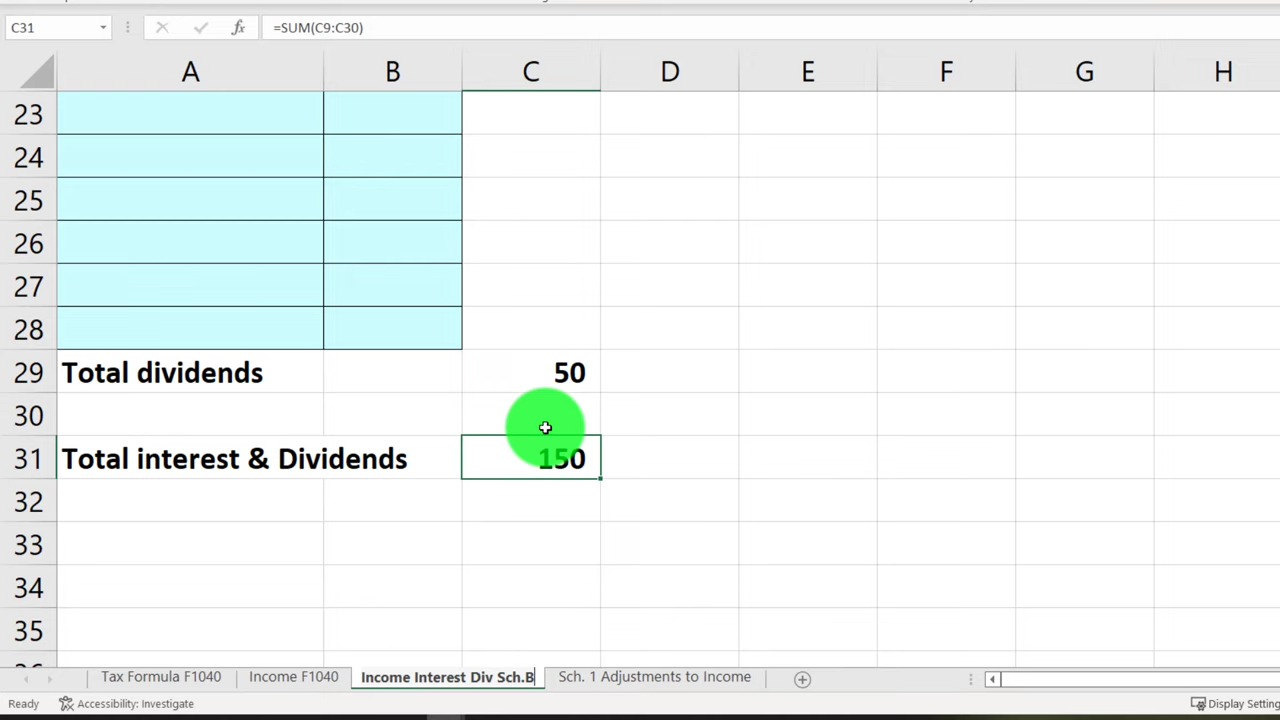 C31 fx =SUM(C9:C30)
A B C D E F G H
23
24
25
26
27
28
29 Total dividends 50
30
31 Total interest & Dividends 150
32
33
34
35
Tax Formula F1040 Income F1040 Income Interest Div Sch.B Sch. 1 Adjustments to Income
Ready Accessibility: Investigate Display Setting